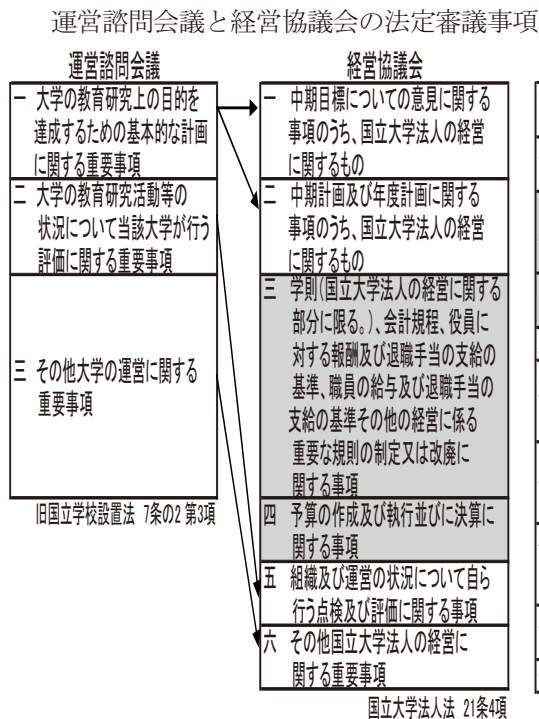 運営諮問会議と経営協議会の法定審議事項
運営諮問会議
一 大学の教育研究上の目的を
達成するための基本的な計画
に関する重要事項
二 大学の教育研究活動等の
状況について当該大学が行う
評価に関する重要事項
三 その他大学の運営に関する
重要事項
旧国立学校設置法 7条の2 第3項
経営協議会
一 中期目標についての意見に関する
事項のうち、国立大学法人の経営
に関するもの
二 中期計画及び年度計画に関する
事項のうち、国立大学法人の経営
に関するもの
三 学則(国立大学法人の経営に関する
部分に限る。)、会計規程、役員に
対する報酬及び退職手当の支給の
基準、職員の給与及び退職手当の
支給の基準その他の経営に係る
重要な規則の制定又は改廃に
関する事項
四 予算の作成及び執行並びに決算に
関する事項
五 組織及び運営の状況について自ら
行う点検及び評価に関する事項
六 その他国立大学法人の経営に
関する重要事項
国立大学法人法 21条4項